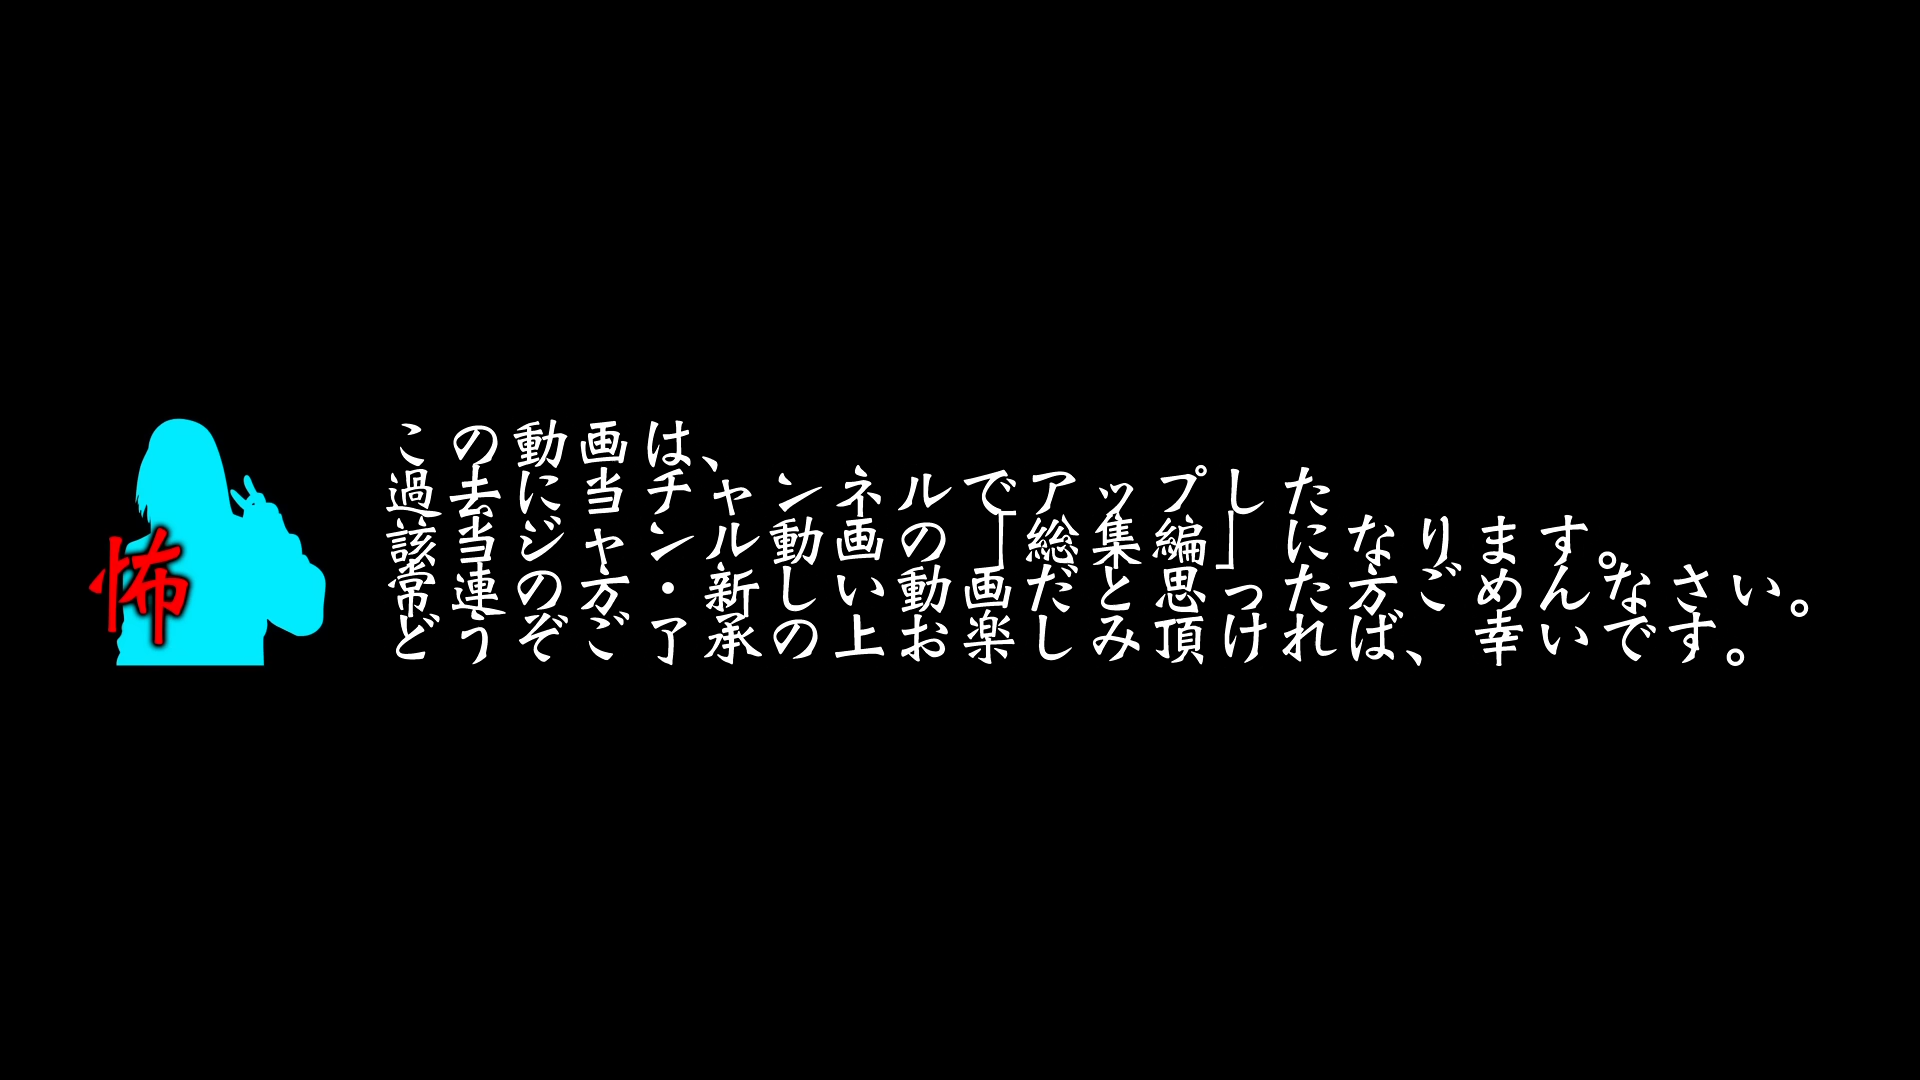 この動画は、
過去に当チャンネルでアップした
該当ジャンル動画の「総集編」になります。
常連の方・新しい動画だと思った方ごめんなさい。
どうぞご了承の上お楽しみ頂ければ、幸いです。
怖